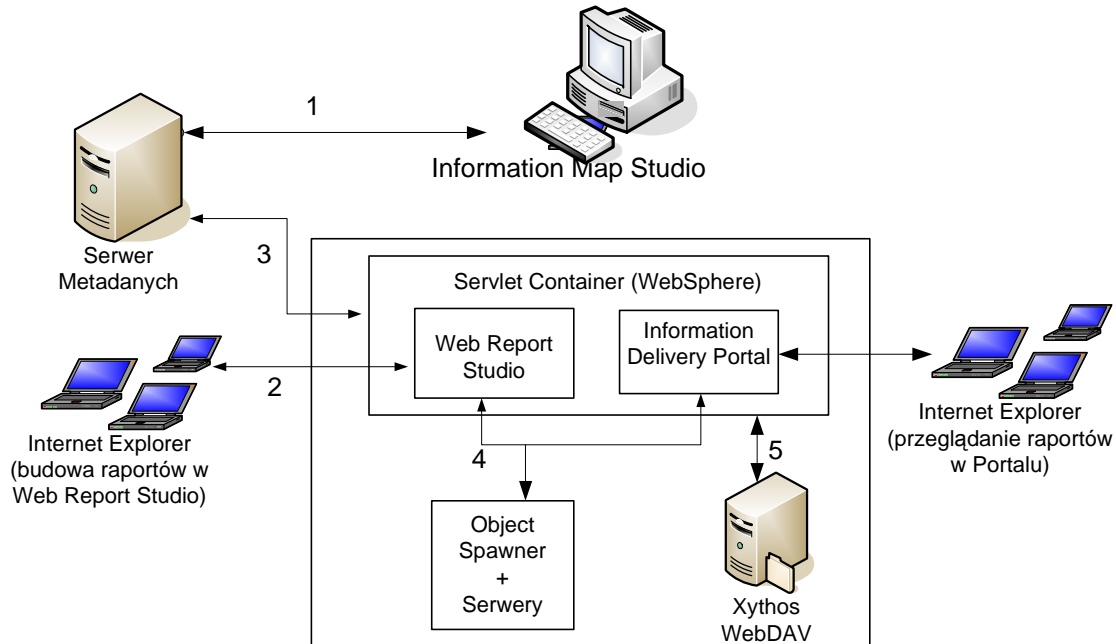 1
Information Map Studio
Serwer
Metadanych
3
Servlet Container (WebSphere)
Web Report
Studio
Information
Delivery Portal
2
Internet Explorer
(budowa raportów w
Web Report Studio)
Internet Explorer
(przeglądanie raportów
w Portalu)
4
5
Object
Spawner
+
Serwery
Xythos
WebDAV